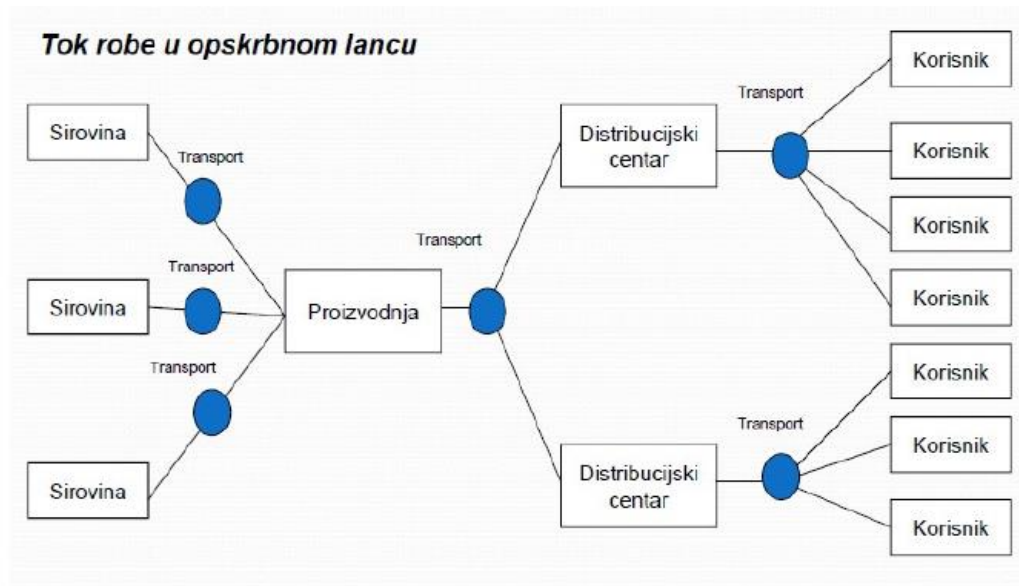 Tok robe u opskrbnom lancu
Sirovina
Transport
Sirovina
Transport
Transport
Sirovina
Proizvodnja
Transport
Distribucijski
centar
Transport
Distribucijski
centar
Transport
Korisnik
Korisnik
Korisnik
Korisnik
Korisnik
Korisnik
Korisnik